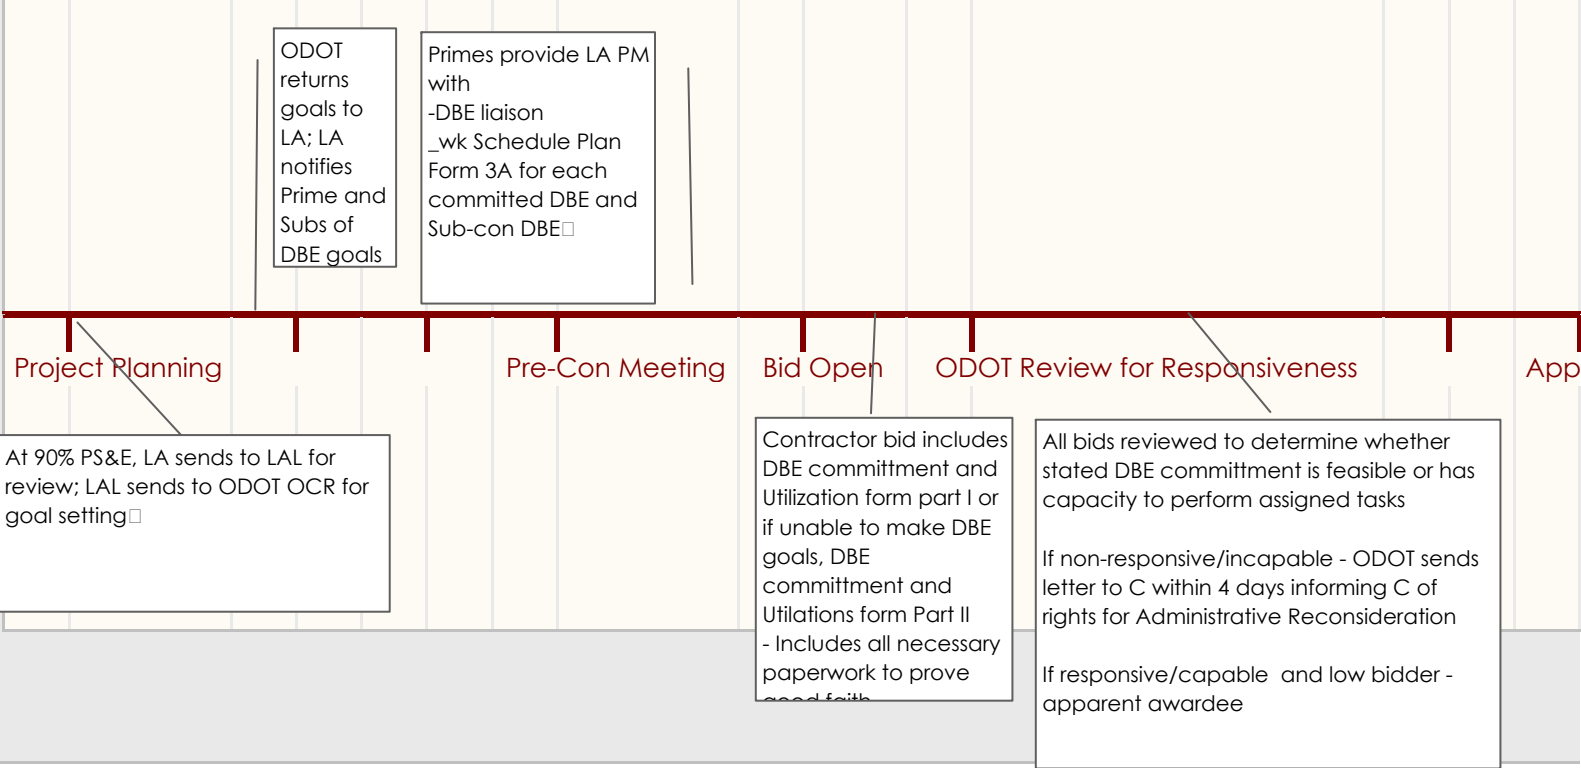 ODOT
returns
goals to
LA; LA
notifies
Prime and
Subs of
DBE goals
Primes provide LA PM
with
-DBE liaison
_wk Schedule Plan
Form 3A for each
committed DBE and
Sub-con DBE
Project Planning
Pre-Con Meeting
Bid Open
ODOT Review for Responsiveness
App
At 90% PS&E, LA sends to LAL for
review; LAL sends to ODOT OCR for
goal setting
Contractor bid includes
DBE committment and
Utilization form part I or
if unable to make DBE
goals, DBE
committment and
Utilations form Part II
- Includes all necessary
paperwork to prove
good faith
All bids reviewed to determine whether
stated DBE committment is feasible or has
capacity to perform assigned tasks
If non-responsive/incapable - ODOT sends
letter to C within 4 days informing C of
rights for Administrative Reconsideration
If responsive/capable  and low bidder -
apparent awardee